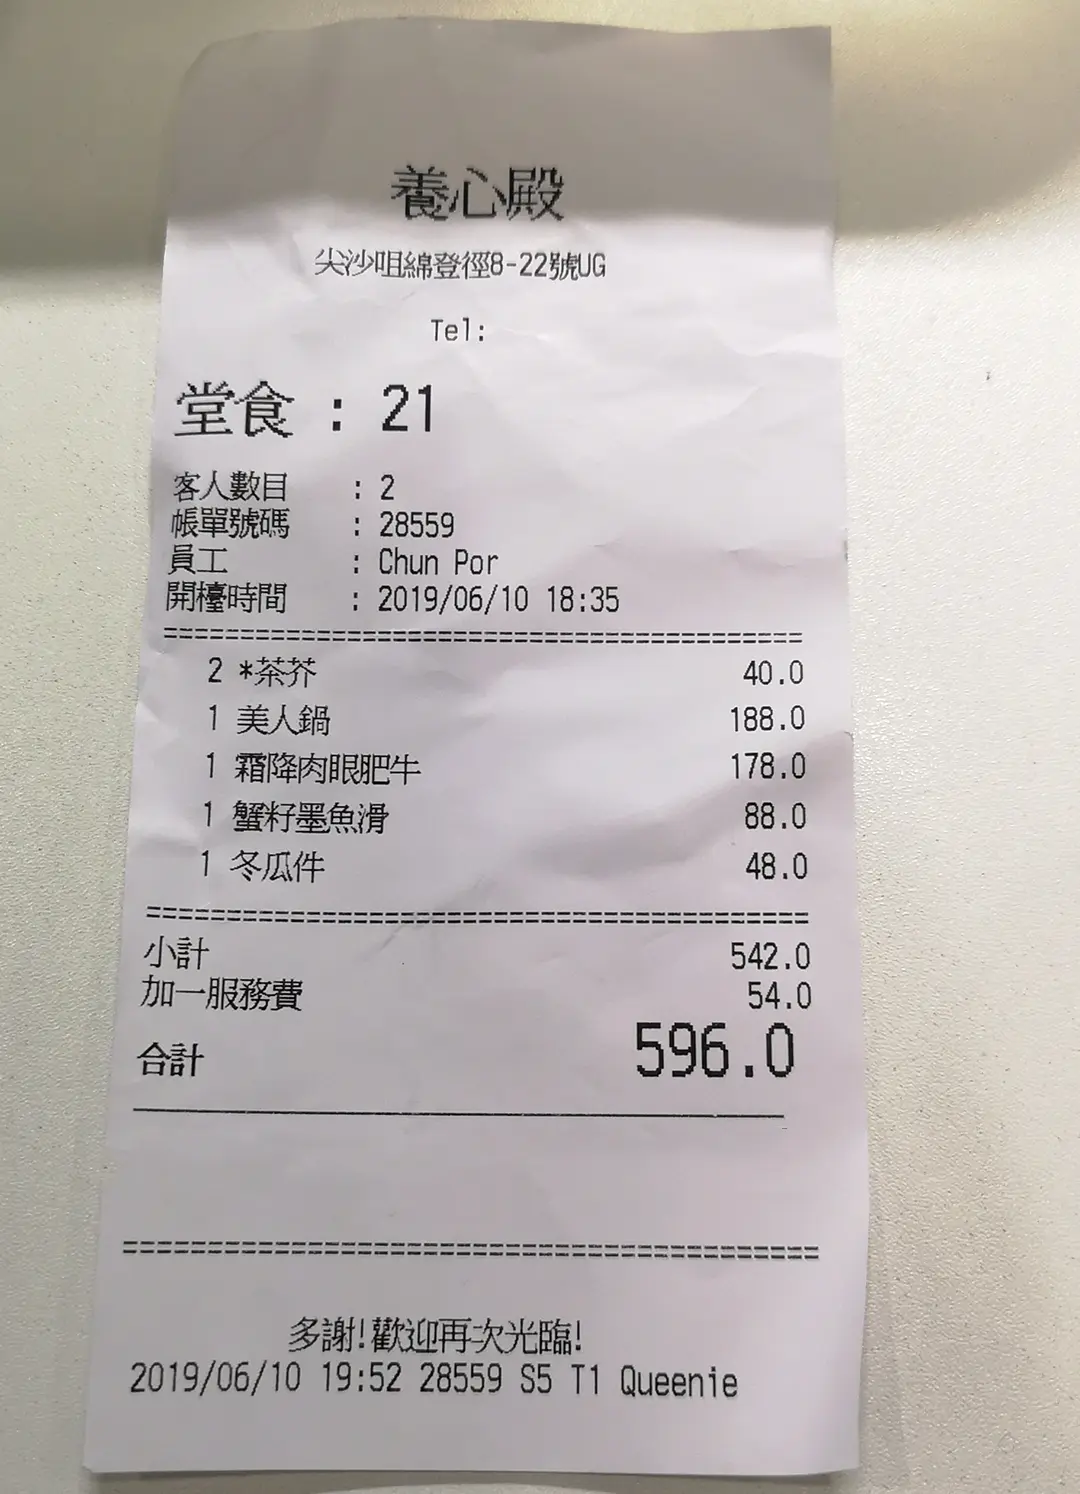 養心殿
尖沙咀綿登徑8-22號UG
Tel:
堂食 : 21
客人數目 : 2
帳單號碼 : 28559
員工 : Chun Por
開檯時間 : 2019/06/10 18:35
==========================================
2 *茶芥 40.0
1 美人鍋 188.0
1 霜降肉眼肥牛 178.0
1 蟹籽墨魚滑 88.0
1 冬瓜件 48.0
==========================================
小計 542.0
加一服務費 54.0
合計 596.0
==========================================
多謝!歡迎再次光臨!
2019/06/10 19:52 28559 S5 T1 Queenie